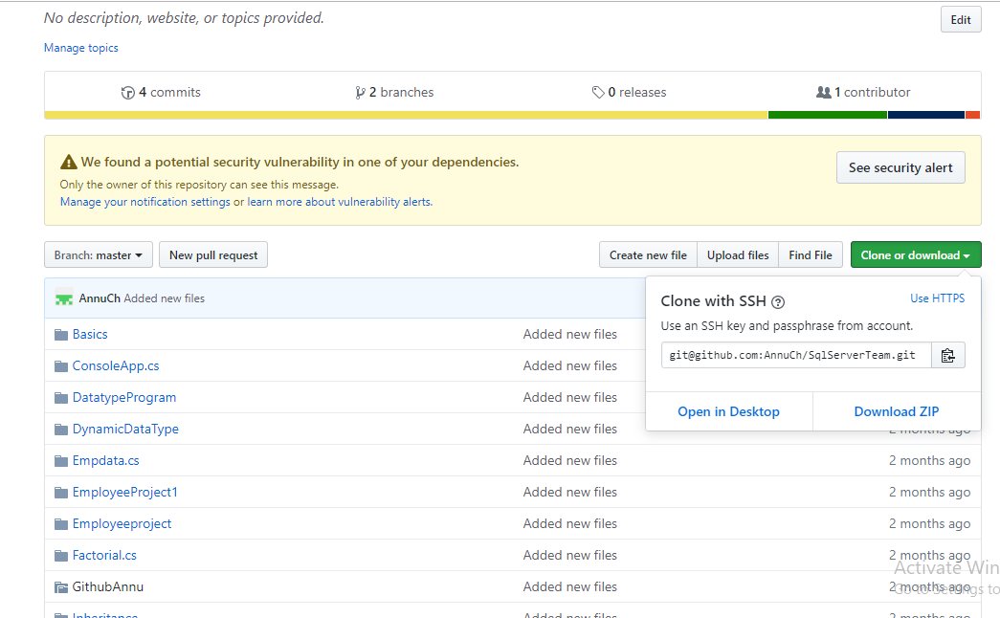 No description, website, or topics provided.
Edit
Manage topics
4 commits
2 branches
0 releases
1 contributor
We found a potential security vulnerability in one of your dependencies.
Only the owner of this repository can see this message.
Manage your notification settings or learn more about vulnerability alerts.
See security alert
Branch: master
New pull request
Create new file
Upload files
Find File
Clone or download
AnnuCh Added new files
Clone with SSH
Use HTTPS
Use an SSH key and passphrase from account.
git@github.com:AnnuCh/SqlServerTeam.git
Open in Desktop
Download ZIP
Basics Added new files
ConsoleApp.cs Added new files
DatatypeProgram Added new files
DynamicDataType Added new files 2 months ago
Empdata.cs Added new files 2 months ago
EmployeeProject1 Added new files 2 months ago
Employeeproject Added new files 2 months ago
Factorial.cs Added new files 2 months ago
Activate Win
GithubAnnu Added new files 2 months ago
Go to Settings to
Inheritance Added new files 2 months ago